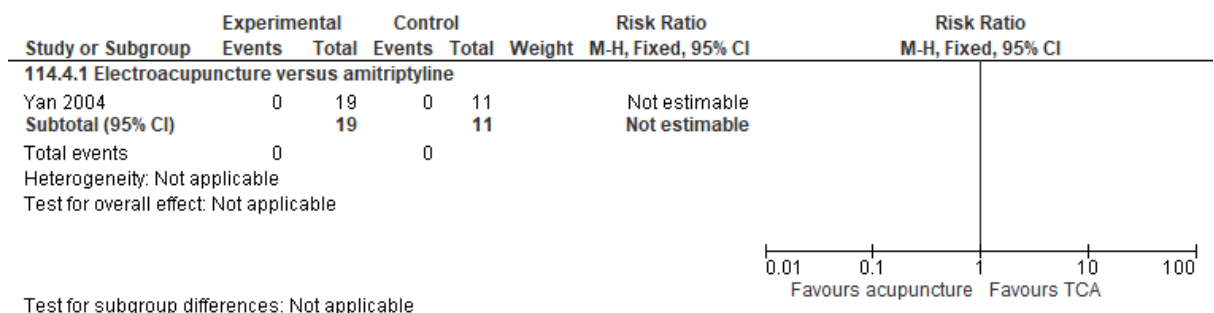 Experimental Control Risk Ratio Risk Ratio
Study or Subgroup Events Total Events Total Weight M-H, Fixed, 95% CI M-H, Fixed, 95% CI
114.4.1 Electroacupuncture versus amitriptyline
Yan 2004 0 19 0 11 Not estimable
Subtotal (95% CI) 19 11 Not estimable
Total events 0 0
Heterogeneity: Not applicable
Test for overall effect: Not applicable
0.01 0.1 1 10 100
Favours acupuncture Favours TCA
Test for subgroup differences: Not applicable